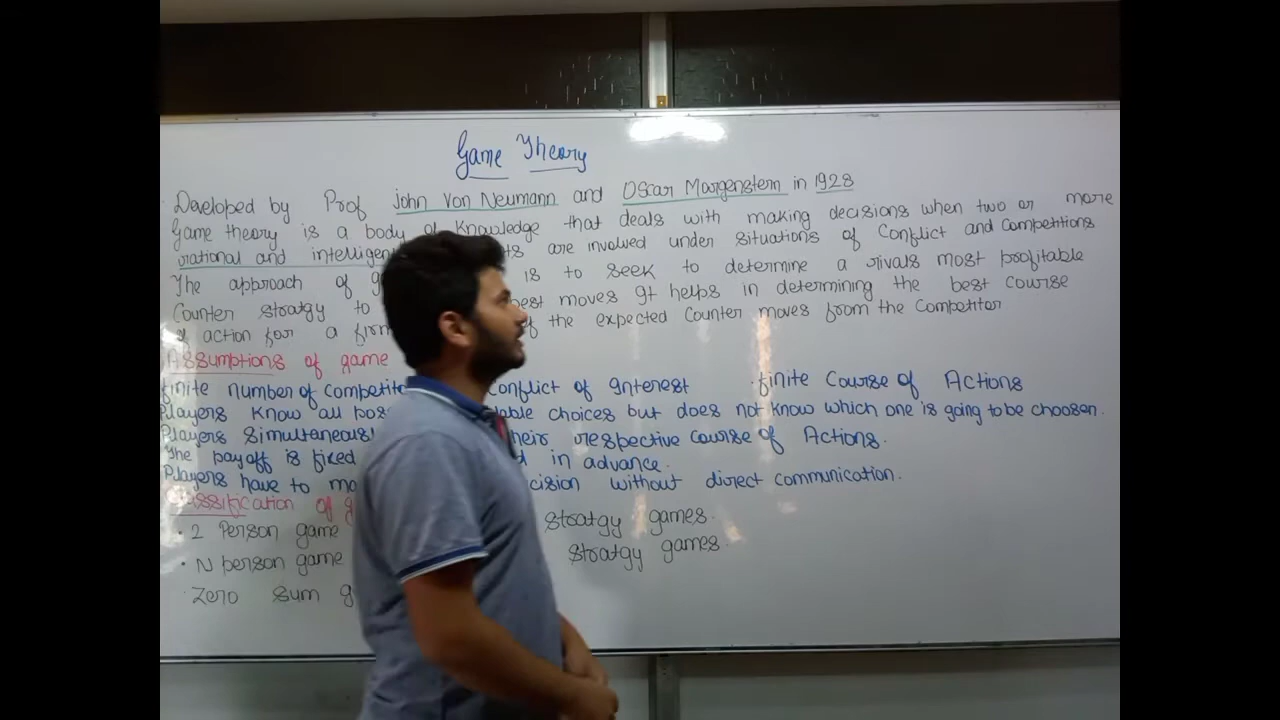 Game Theory
Developed by Prof John Von Neumann and Oscar Margenstern in 1928
Game theory is a body of Knowledge that deals with making decisions when two or more
rational and intelligen ts are involved under situations of Conflict and Competitions
The approach of g is to seek to determine a rivals most profitable
Counter stratgy to best moves It helps in determining the best course
of action for a firm of the expected Counter moves from the Competitor
Assumptions of game
finite number of competito Conflict of Interest . finite Course of Actions
Players Know all pos able choices but does not know which one is going to be choosen.
Players simultaneous their respective Course of Actions.
The payoff is fixed d in advance.
Players have to ma cision without direct communication.
Classification of g
• 2 Person game stratgy games.
• N person game stratgy games.
• Zero sum g